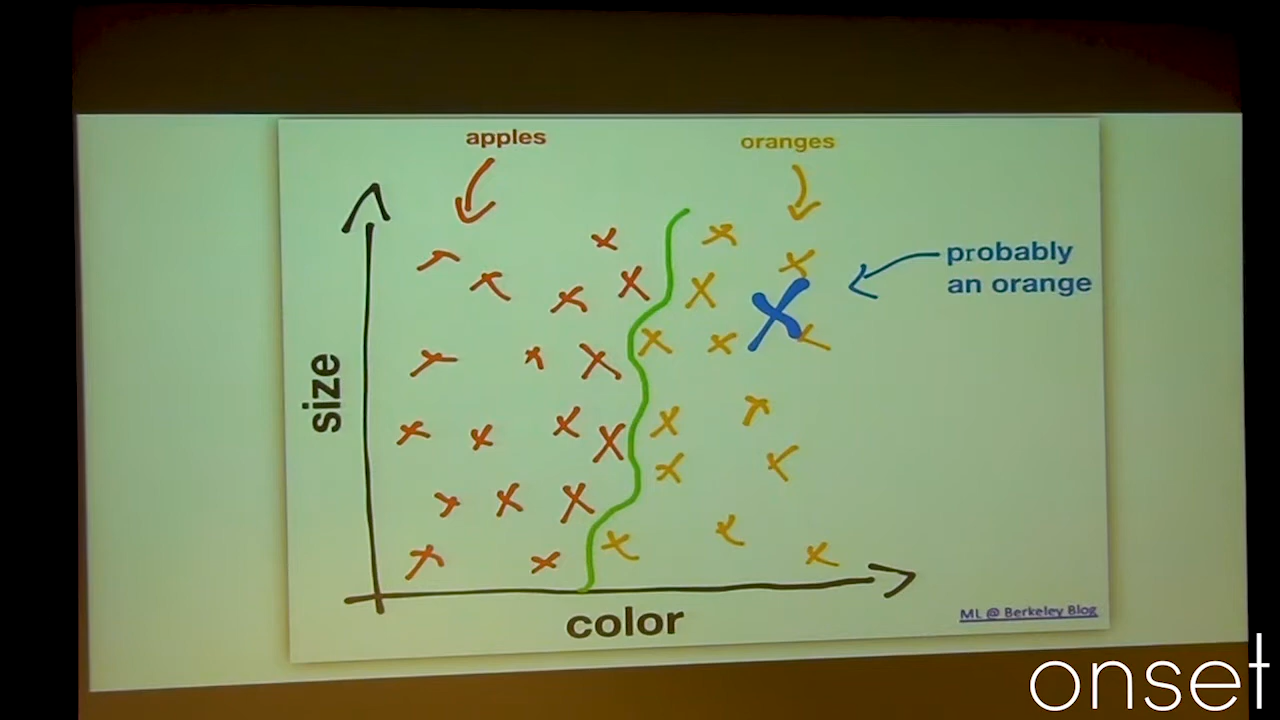 apples
oranges
probably
an orange
size
color
ML @ Berkeley Blog
onset